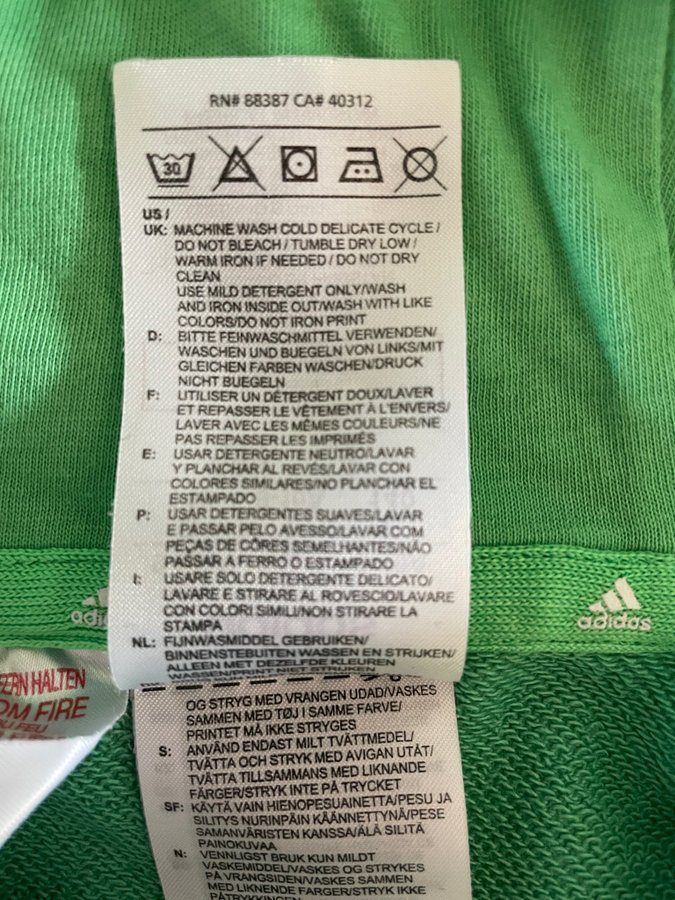 RN# 88387 CA# 40312
30
US /
UK: MACHINE WASH COLD DELICATE CYCLE /
DO NOT BLEACH / TUMBLE DRY LOW /
WARM IRON IF NEEDED / DO NOT DRY
CLEAN
USE MILD DETERGENT ONLY/WASH
AND IRON INSIDE OUT/WASH WITH LIKE
COLORS/DO NOT IRON PRINT
D: BITTE FEINWASCHMITTEL VERWENDEN/
WASCHEN UND BUEGELN VON LINKS/MIT
GLEICHEN FARBEN WASCHEN/DRUCK
NICHT BUEGELN
F: UTILISER UN DÉTERGENT DOUX/LAVER
ET REPASSER LE VÊTEMENT À L'ENVERS/
LAVER AVEC LES MÊMES COULEURS/NE
PAS REPASSER LES IMPRIMÉS
E: USAR DETERGENTE NEUTRO/LAVAR
Y PLANCHAR AL REVÉS/LAVAR CON
COLORES SIMILARES/NO PLANCHAR EL
ESTAMPADO
P: USAR DETERGENTES SUAVES/LAVAR
E PASSAR PELO AVESSO/LAVAR COM
PEÇAS DE CÔRES SEMELHANTES/NÃO
PASSAR A FERRO O ESTAMPADO
I: USARE SOLO DETERGENTE DELICATO/
LAVARE E STIRARE AL ROVESCIO/LAVARE
CON COLORI SIMILI/NON STIRARE LA
STAMPA
NL: FIJNWASMIDDEL GEBRUIKEN/
BINNENSTEBUITEN WASSEN EN STRIJKEN/
ALLEEN MET DEZELFDE KLEUREN
WASSEN/PRINT NIET STRIJKEN
adidas
adidas
ERN HALTEN
OM FIRE
DU FEU
OG STRYG MED VRANGEN UDAD/VASKES
SAMMEN MED TØJ I SAMME FARVE/
PRINTET MÅ IKKE STRYGES
S: ANVÄND ENDAST MILT TVÄTTMEDEL/
TVÄTTA OCH STRYK MED AVIGAN UTÅT/
TVÄTTA TILLSAMMANS MED LIKNANDE
FÄRGER/STRYK INTE PÅ TRYCKET
SF: KÄYTÄ VAIN HIENOPESUAINETTA/PESU JA
SILITYS NURINPÄIN KÄÄNNETTYNÄ/PESE
SAMANVÄRISTEN KANSSA/ÄLÄ SILITÄ
PAINOKUVAA
N: VENNLIGST BRUK KUN MILDT
VASKEMIDDEL/VASKES OG STRYKES
PÅ VRANGSIDEN/VASKES SAMMEN
MED LIKNENDE FARGER/STRYK IKKE
PÅTRYKKINGEN